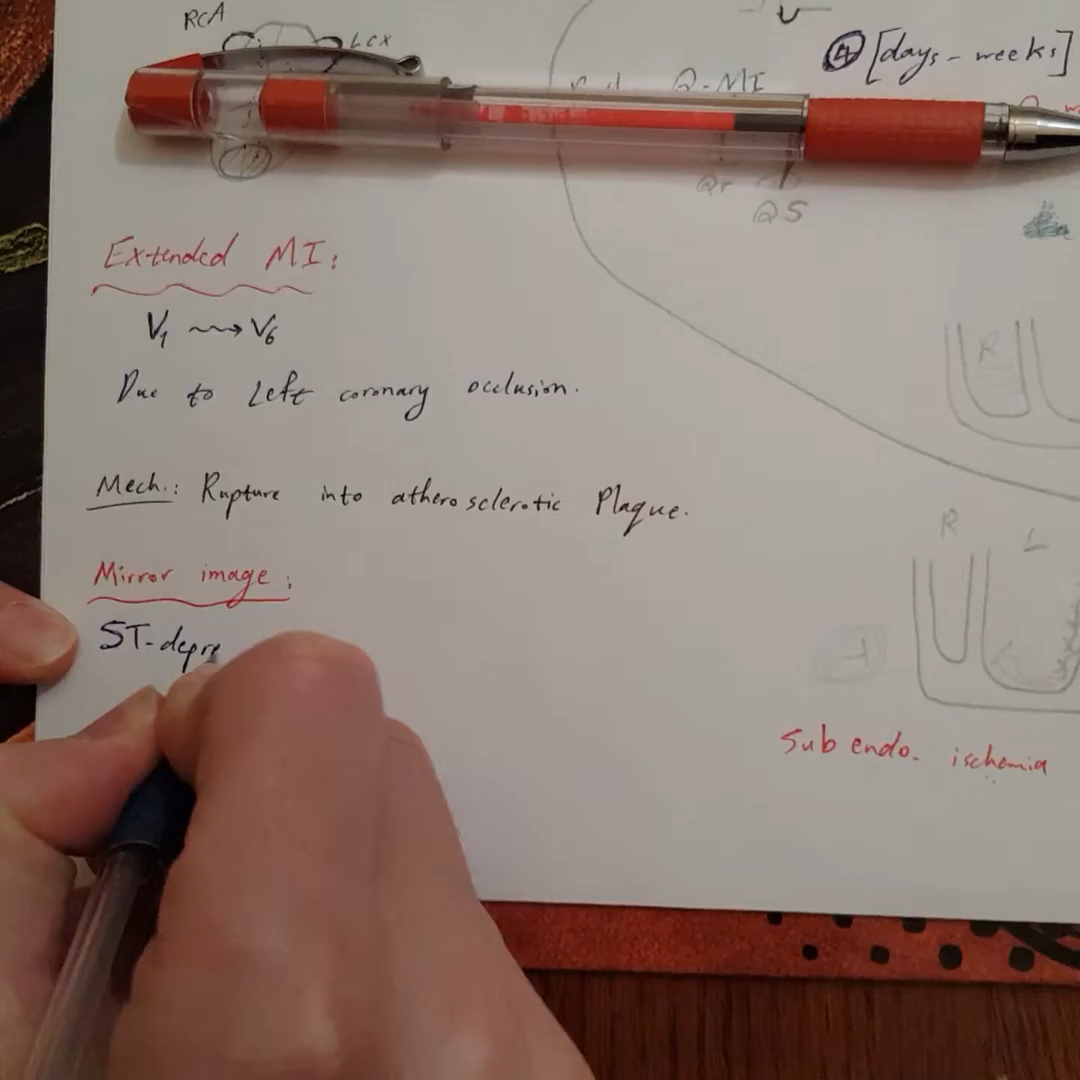 RCA
LCX
④ [days - weeks]
Q-MI
Qr
QS
Extended MI:
V1 ⟿ V6
Due to Left coronary occlusion.
R
Mech.: Rupture into atherosclerotic Plaque.
R L
Mirror image:
ST-depre
Sub endo. ischemia